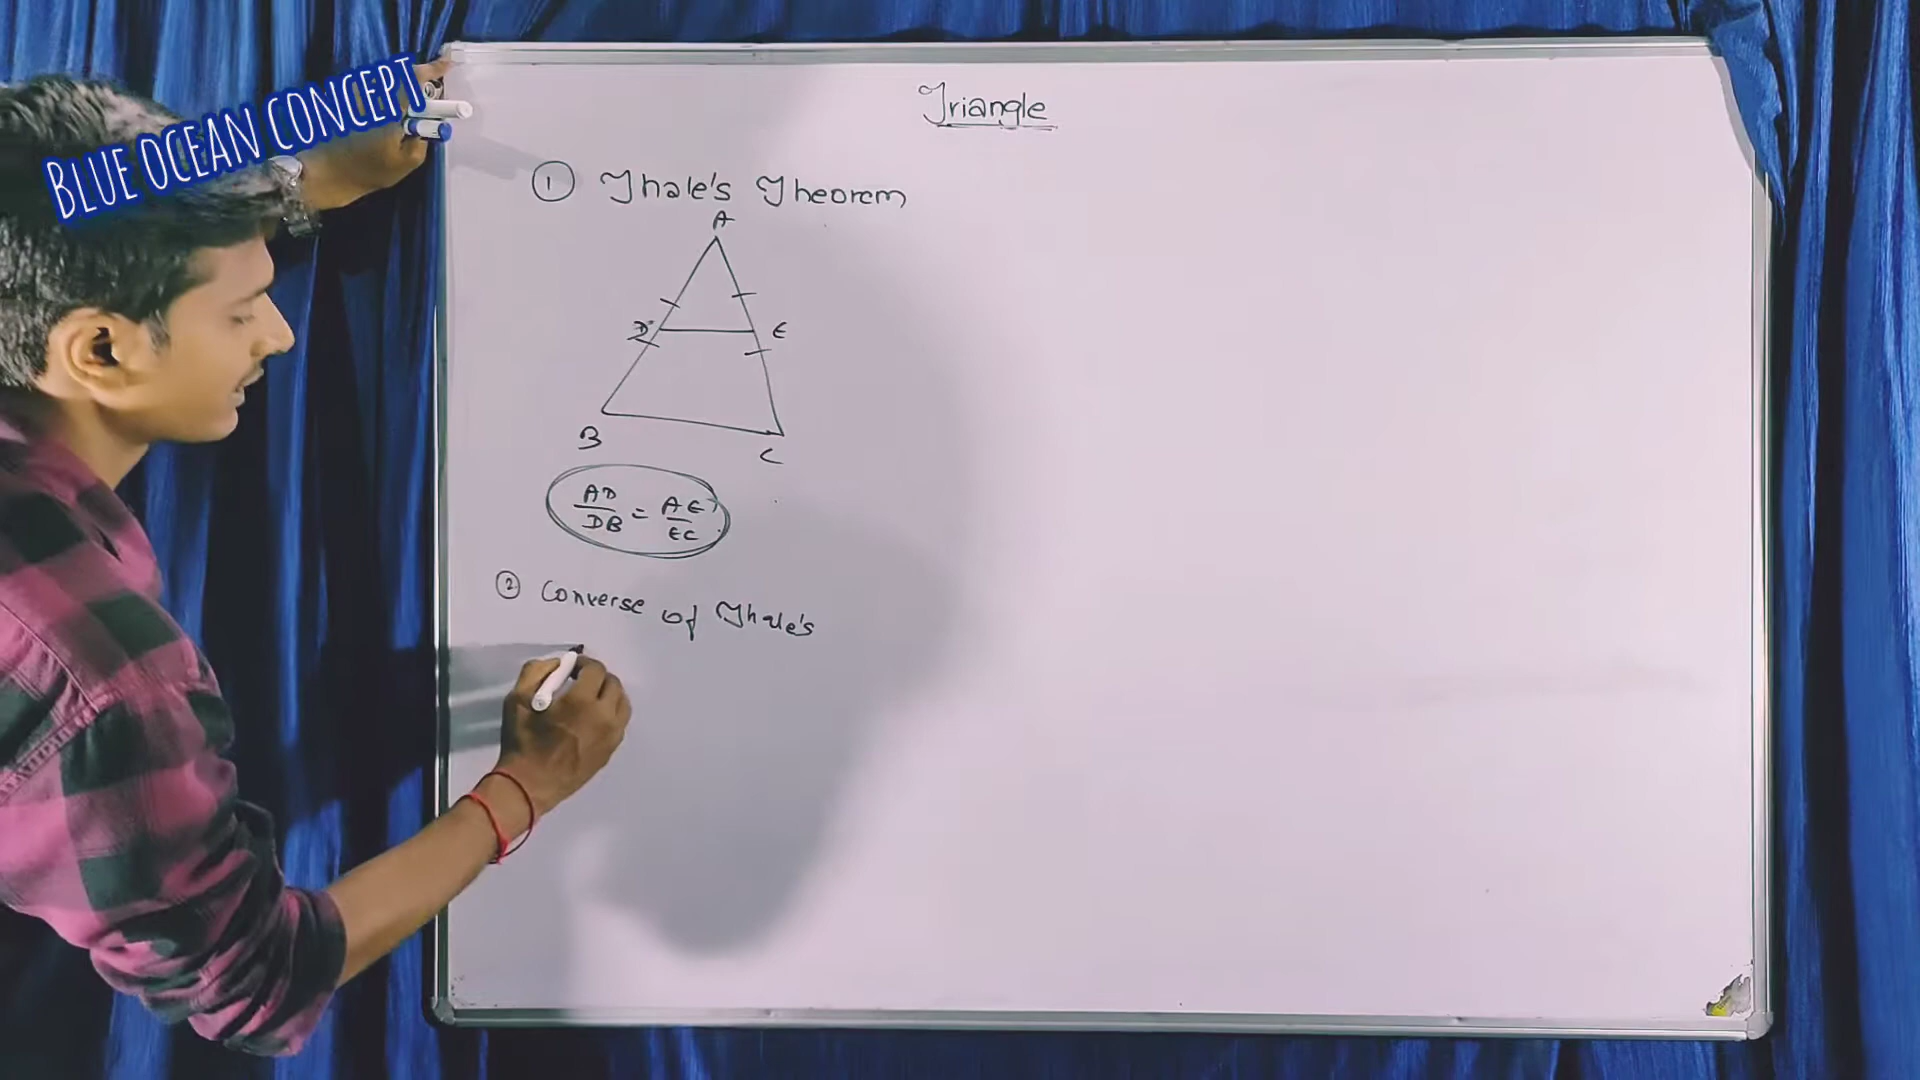 BLUE OCEAN CONCEPT
Triangle
① Thale's Theorem
A
D E
B
C
AD/DB = AE/EC
② Converse of Thale's